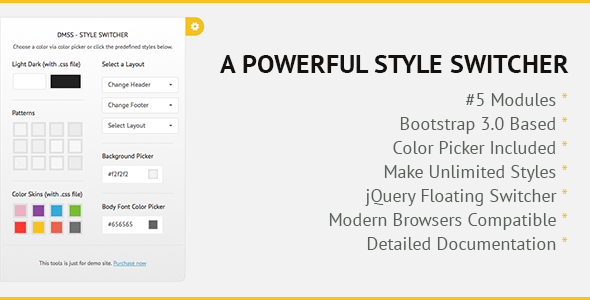 DMSS - STYLE SWITCHER
Choose a color via color picker or click the predefined styles below.
Light Dark (with .css file)
Patterns
Color Skins (with .css file)
Select a Layout
Change Header
Change Footer
Select Layout
Background Picker
#f2f2f2
Body Font Color Picker
#656565
This tools is just for demo site. Purchase now
A POWERFUL STYLE SWITCHER
#5 Modules *
Bootstrap 3.0 Based *
Color Picker Included *
Make Unlimited Styles *
jQuery Floating Switcher *
Modern Browsers Compatible *
Detailed Documentation *